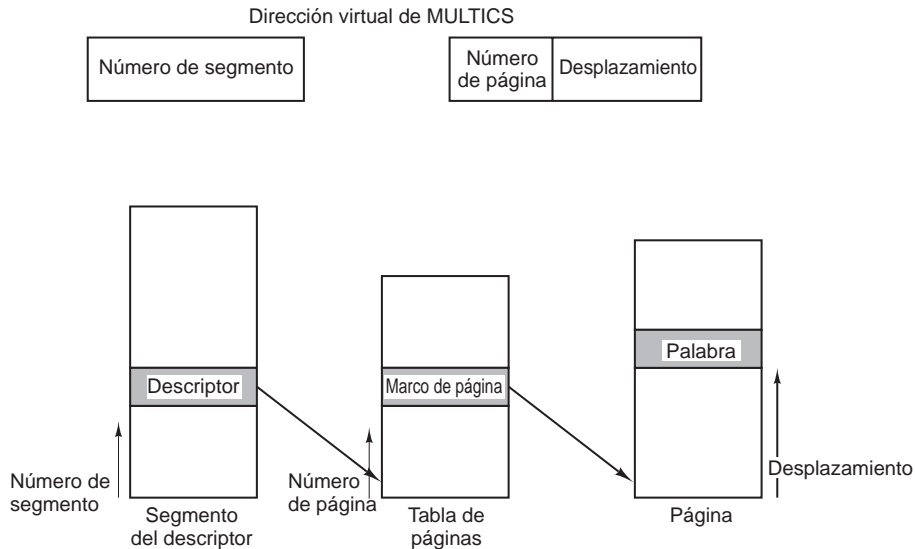 Dirección virtual de MULTICS
Número de segmento
Número
de página
Desplazamiento
Descriptor
Marco de página
Palabra
Número de
segmento
Número
de página
Desplazamiento
Segmento
del descriptor
Tabla de
páginas
Página